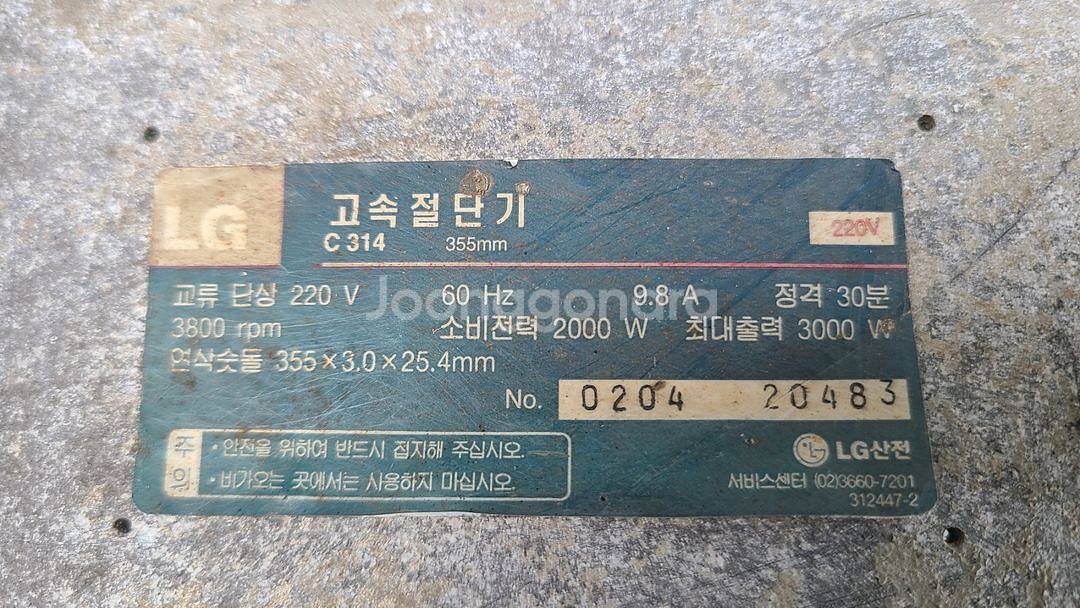 LG
고속절단기
C 314 355mm
220V
교류 단상 220 V 60 Hz 9.8 A 정격 30분
3800 rpm 소비전력 2000 W 최대출력 3000 W
연삭숫돌 355×3.0×25.4mm
No. 0204 20483
주의
·안전을 위하여 반드시 접지해 주십시오.
·비가오는 곳에서는 사용하지 마십시오.
LG산전
서비스센터 (02)3660-7201
312447-2
Joonggonara